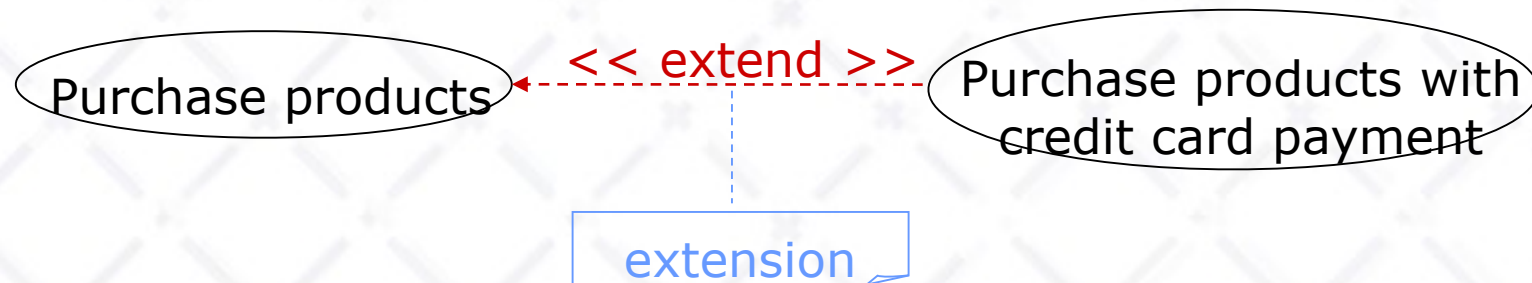 Purchase products
<< extend >>
Purchase products with
credit card payment
extension